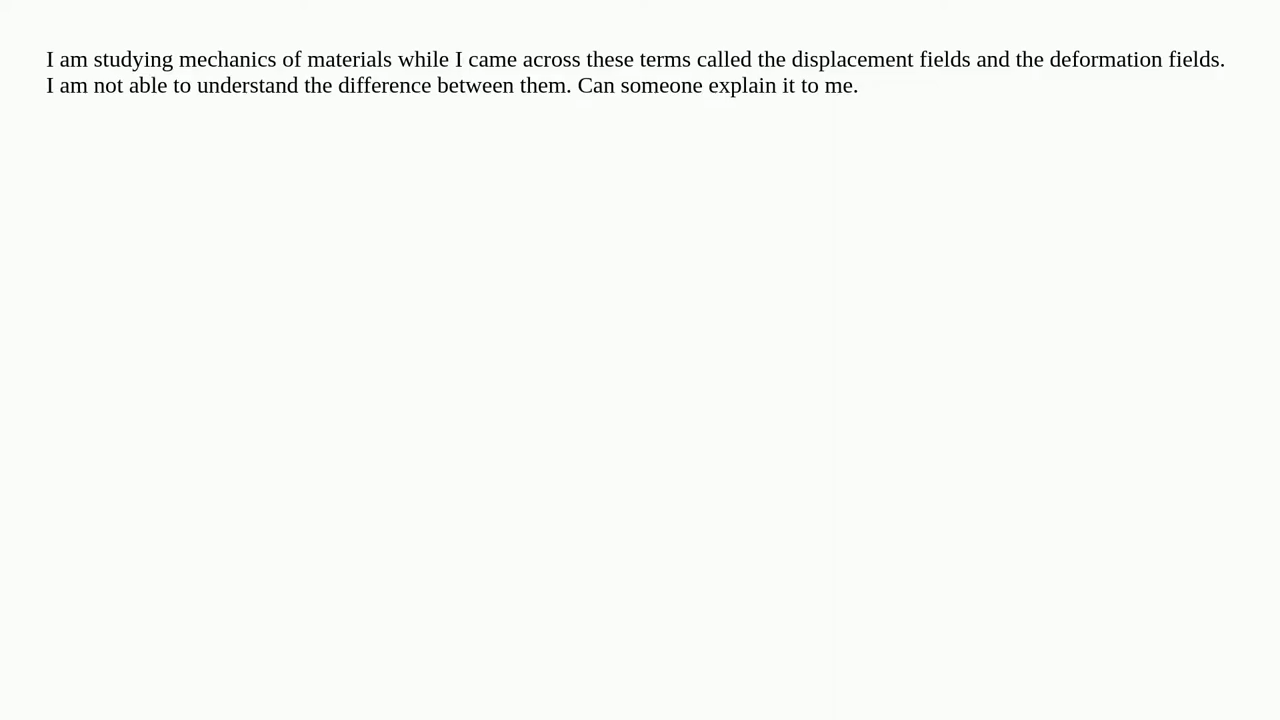 I am studying mechanics of materials while I came across these terms called the displacement fields and the deformation fields.
I am not able to understand the difference between them. Can someone explain it to me.